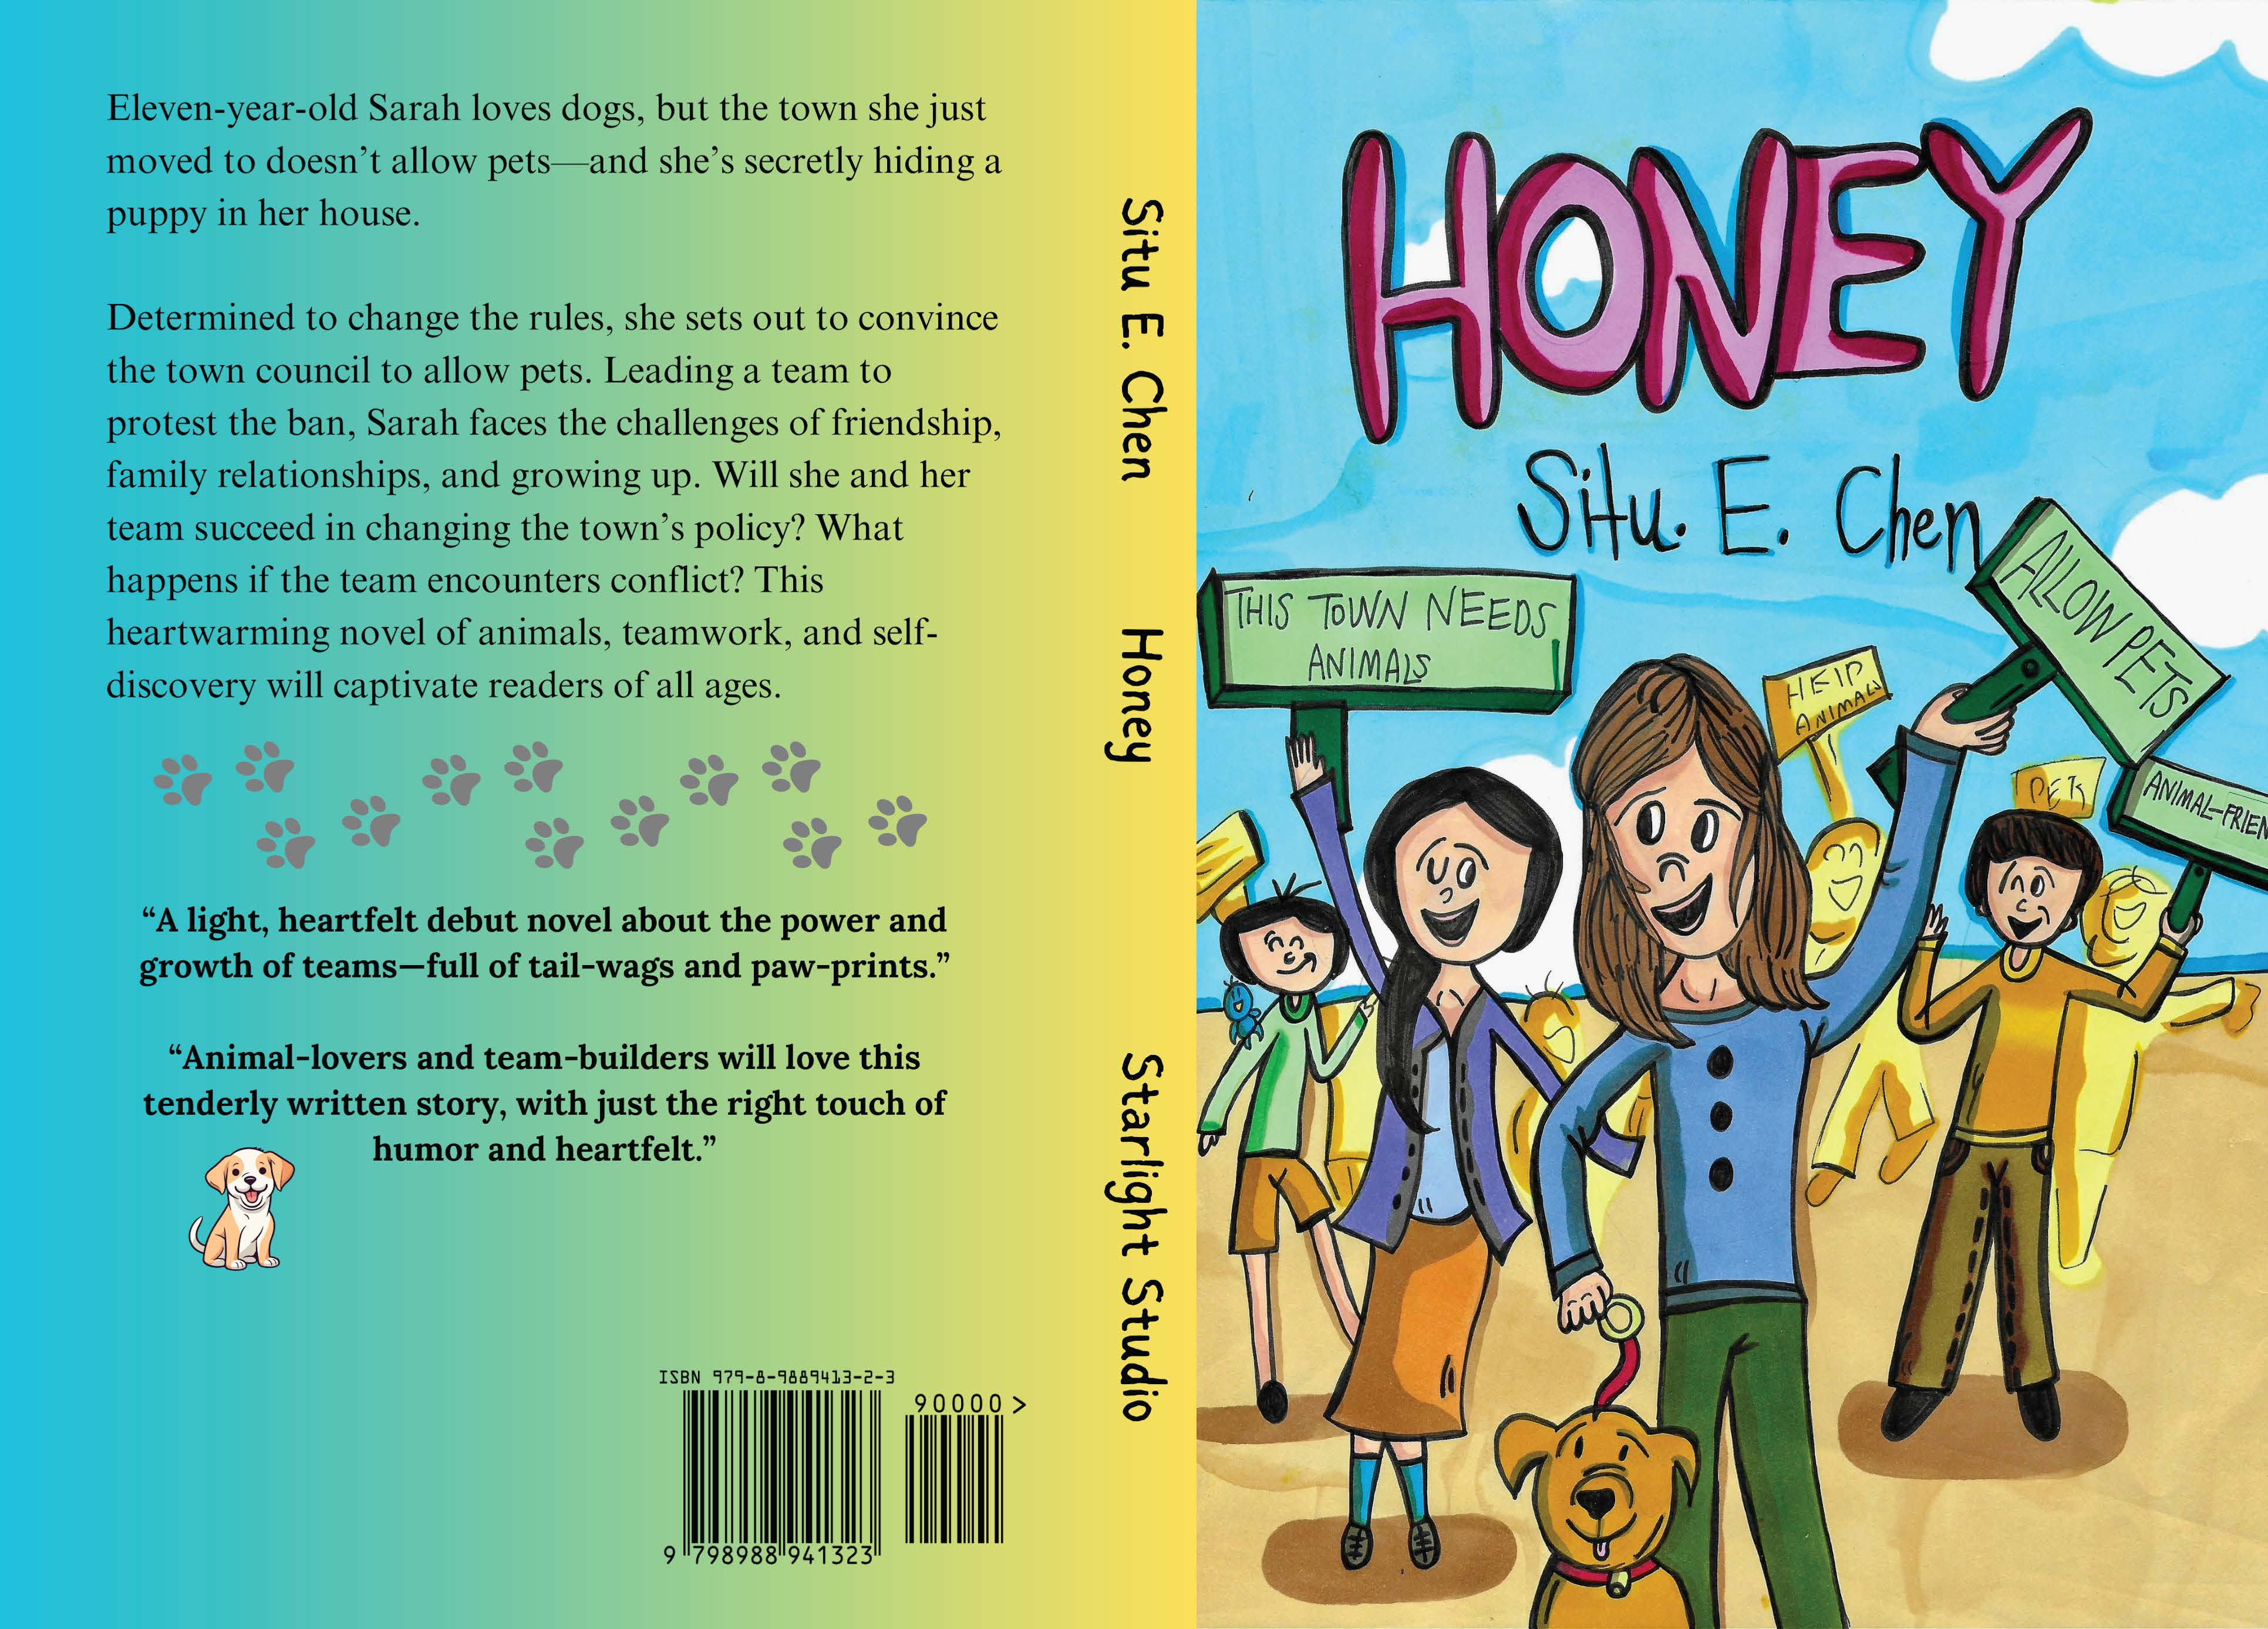 Eleven-year-old Sarah loves dogs, but the town she just
moved to doesn’t allow pets—and she’s secretly hiding a
puppy in her house.
Determined to change the rules, she sets out to convince
the town council to allow pets. Leading a team to
protest the ban, Sarah faces the challenges of friendship,
family relationships, and growing up. Will she and her
team succeed in changing the town’s policy? What
happens if the team encounters conflict? This
heartwarming novel of animals, teamwork, and self-
discovery will captivate readers of all ages.
“A light, heartfelt debut novel about the power and
growth of teams—full of tail-wags and paw-prints.”
“Animal-lovers and team-builders will love this
tenderly written story, with just the right touch of
humor and heartfelt.”
ISBN 979-8-9889413-2-3
90000 >
9 798988 941323
Situ E. Chen
Honey
Starlight Studio
HONEY
Situ. E. Chen
THIS TOWN NEEDS
ANIMALS
ALLOW PETS
HELP
ANIMALS
PETS
ANIMAL-FRIEN